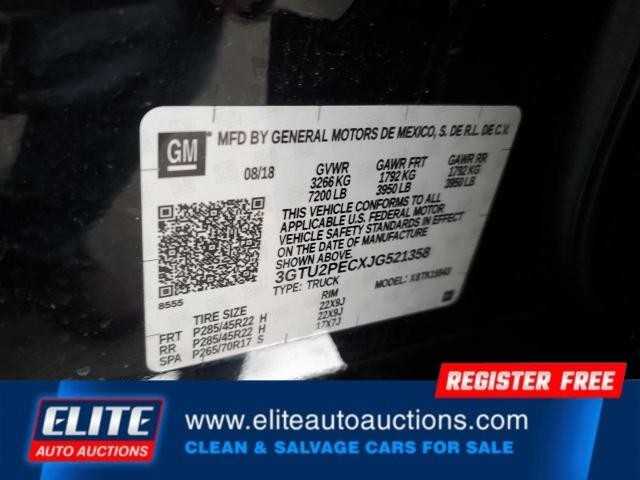 GM MFD BY GENERAL MOTORS DE MEXICO, S. DE R.L. DE C.V.
08/18 GVWR GAWR FRT GAWR RR
3266 KG 1792 KG 1792 KG
7200 LB 3950 LB 3950 LB
THIS VEHICLE CONFORMS TO ALL
APPLICABLE U.S. FEDERAL MOTOR
VEHICLE SAFETY STANDARDS IN EFFECT
ON THE DATE OF MANUFACTURE
SHOWN ABOVE.
3GTU2PECXJG521358
TYPE: TRUCK MODEL:
8555
TIRE SIZE RIM
FRT P285/45R22 H 22X9J
RR P285/45R22 H 22X9J
SPA P265/70R17 S 17X7J
GM
REGISTER FREE
ELITE
AUTO AUCTIONS
www.eliteautoauctions.com
CLEAN & SALVAGE CARS FOR SALE